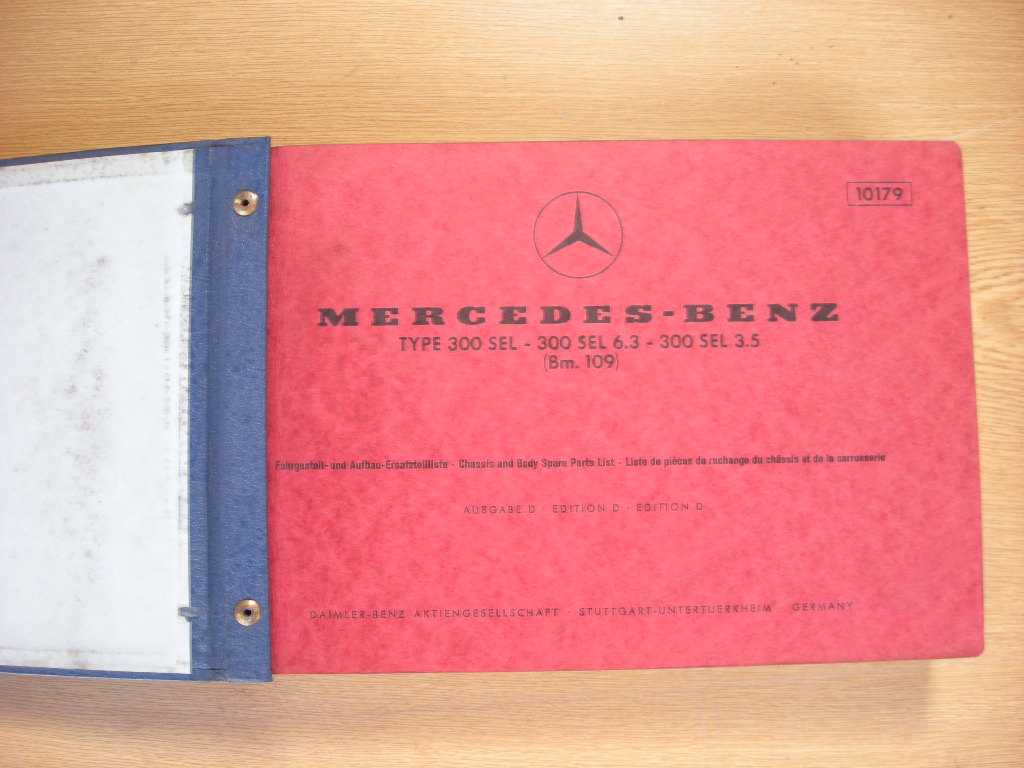 10179
MERCEDES-BENZ
TYPE 300 SEL - 300 SEL 6.3 - 300 SEL 3.5
(Bm. 109)
Fahrgestell- und Aufbau-Ersatzteilliste · Chassis and Body Spare Parts List · Liste de pièces de rechange du châssis et de la carrosserie
AUSGABE D · EDITION D · EDITION D
DAIMLER-BENZ AKTIENGESELLSCHAFT · STUTTGART-UNTERTUERKHEIM · GERMANY